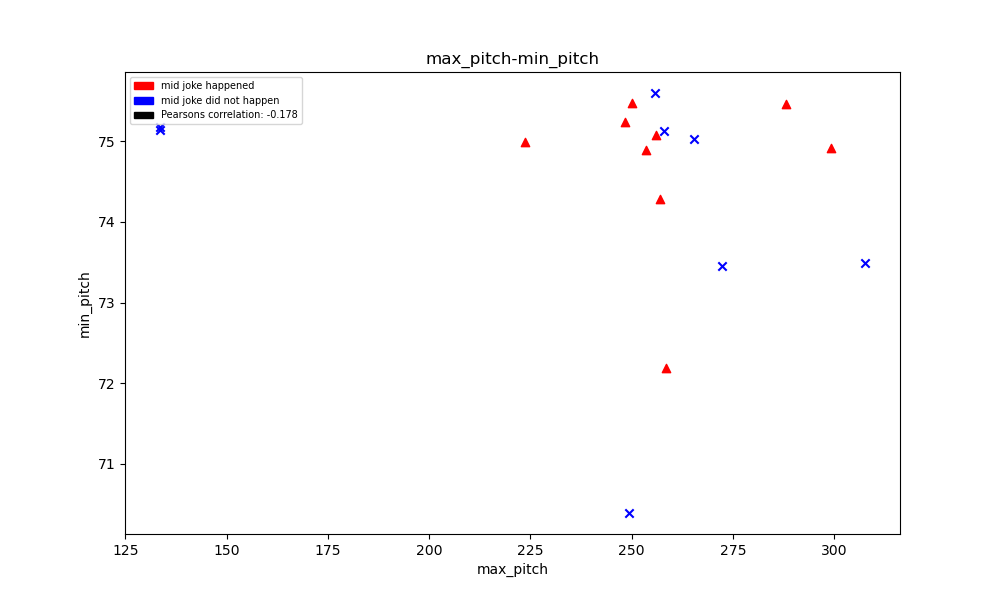 max_pitch-min_pitch
mid joke happened
mid joke did not happen
Pearsons correlation: -0.178
75
74
73
72
71
min_pitch
125
150
175
200
225
250
275
300
max_pitch